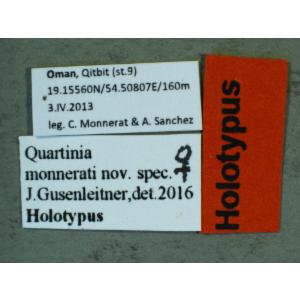 Oman, Qitbit (st.9)
19.15560N/54.50807E/160m
3.IV.2013
leg. C. Monnerat & A. Sanchez
Quartinia ♀
monnerati nov. spec.
J.Gusenleitner,det.2016
Holotypus
Holotypus